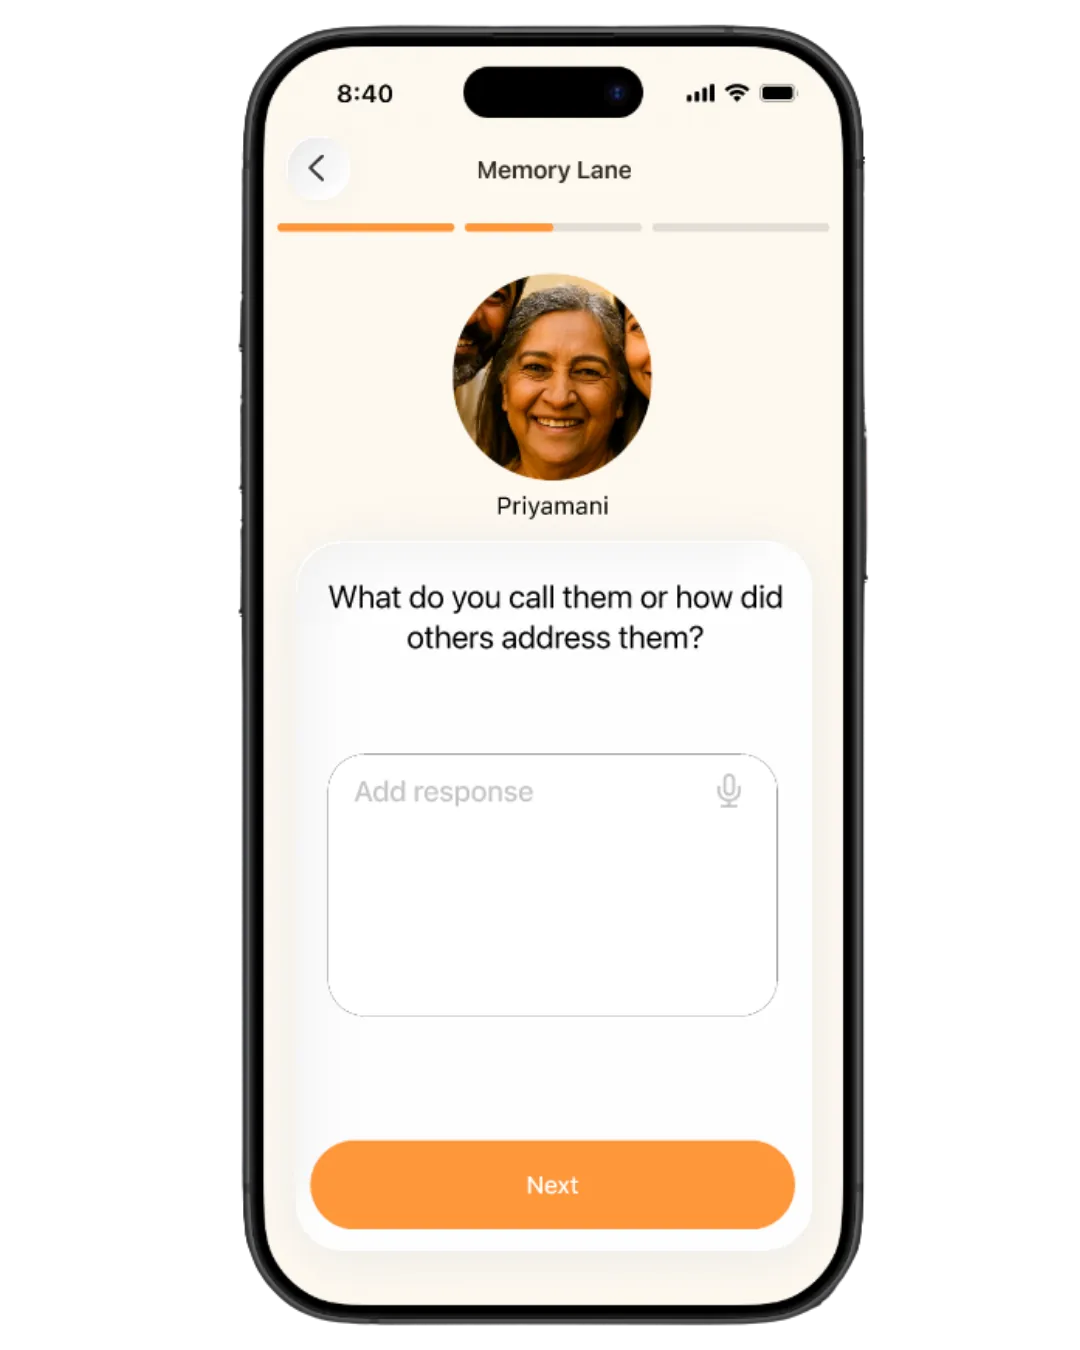 8:40
Memory Lane
Priyamani
What do you call them or how did
others address them?
Add response
Next